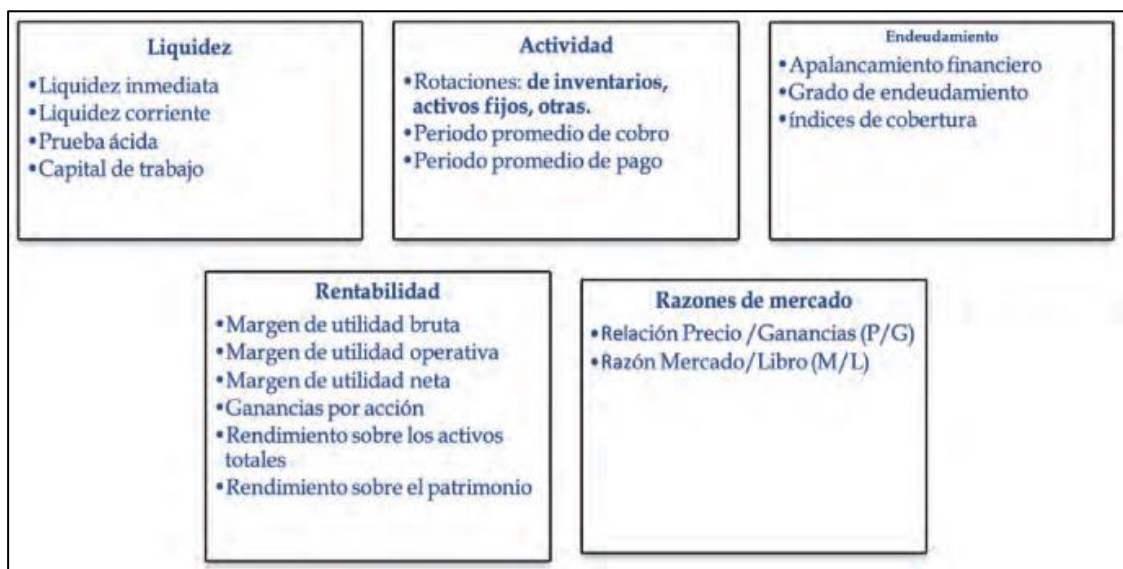 Liquidez
•Liquidez inmediata
•Liquidez corriente
•Prueba ácida
•Capital de trabajo
Actividad
•Rotaciones: de inventarios,
activos fijos, otras.
•Periodo promedio de cobro
•Periodo promedio de pago
Endeudamiento
•Apalancamiento financiero
•Grado de endeudamiento
•índices de cobertura
Rentabilidad
•Margen de utilidad bruta
•Margen de utilidad operativa
•Margen de utilidad neta
•Ganancias por acción
•Rendimiento sobre los activos
totales
•Rendimiento sobre el patrimonio
Razones de mercado
•Relación Precio /Ganancias (P/G)
•Razón Mercado/Libro (M/L)